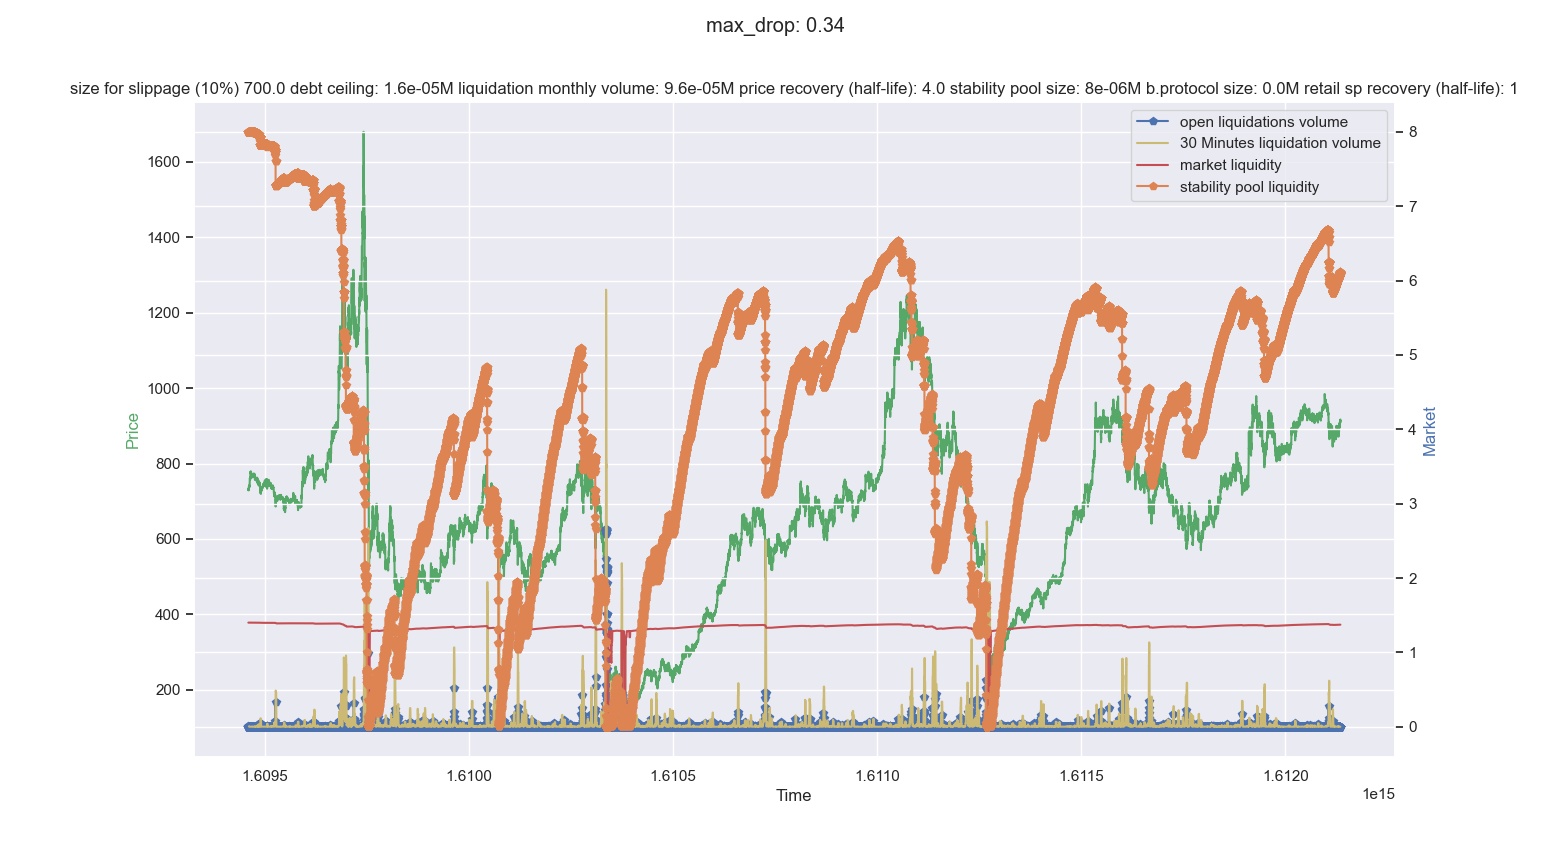 max_drop: 0.34
size for slippage (10%) 700.0 debt ceiling: 1.6e-05M liquidation monthly volume: 9.6e-05M price recovery (half-life): 4.0 stability pool size: 8e-06M b.protocol size: 0.0M retail sp recovery (half-life): 1
open liquidations volume
30 Minutes liquidation volume
market liquidity
stability pool liquidity
1600
1400
1200
1000
800
600
400
200
Price
8
7
6
5
4
3
2
1
0
Market
1.6095 1.6100 1.6105 1.6110 1.6115 1.6120
Time
1e15